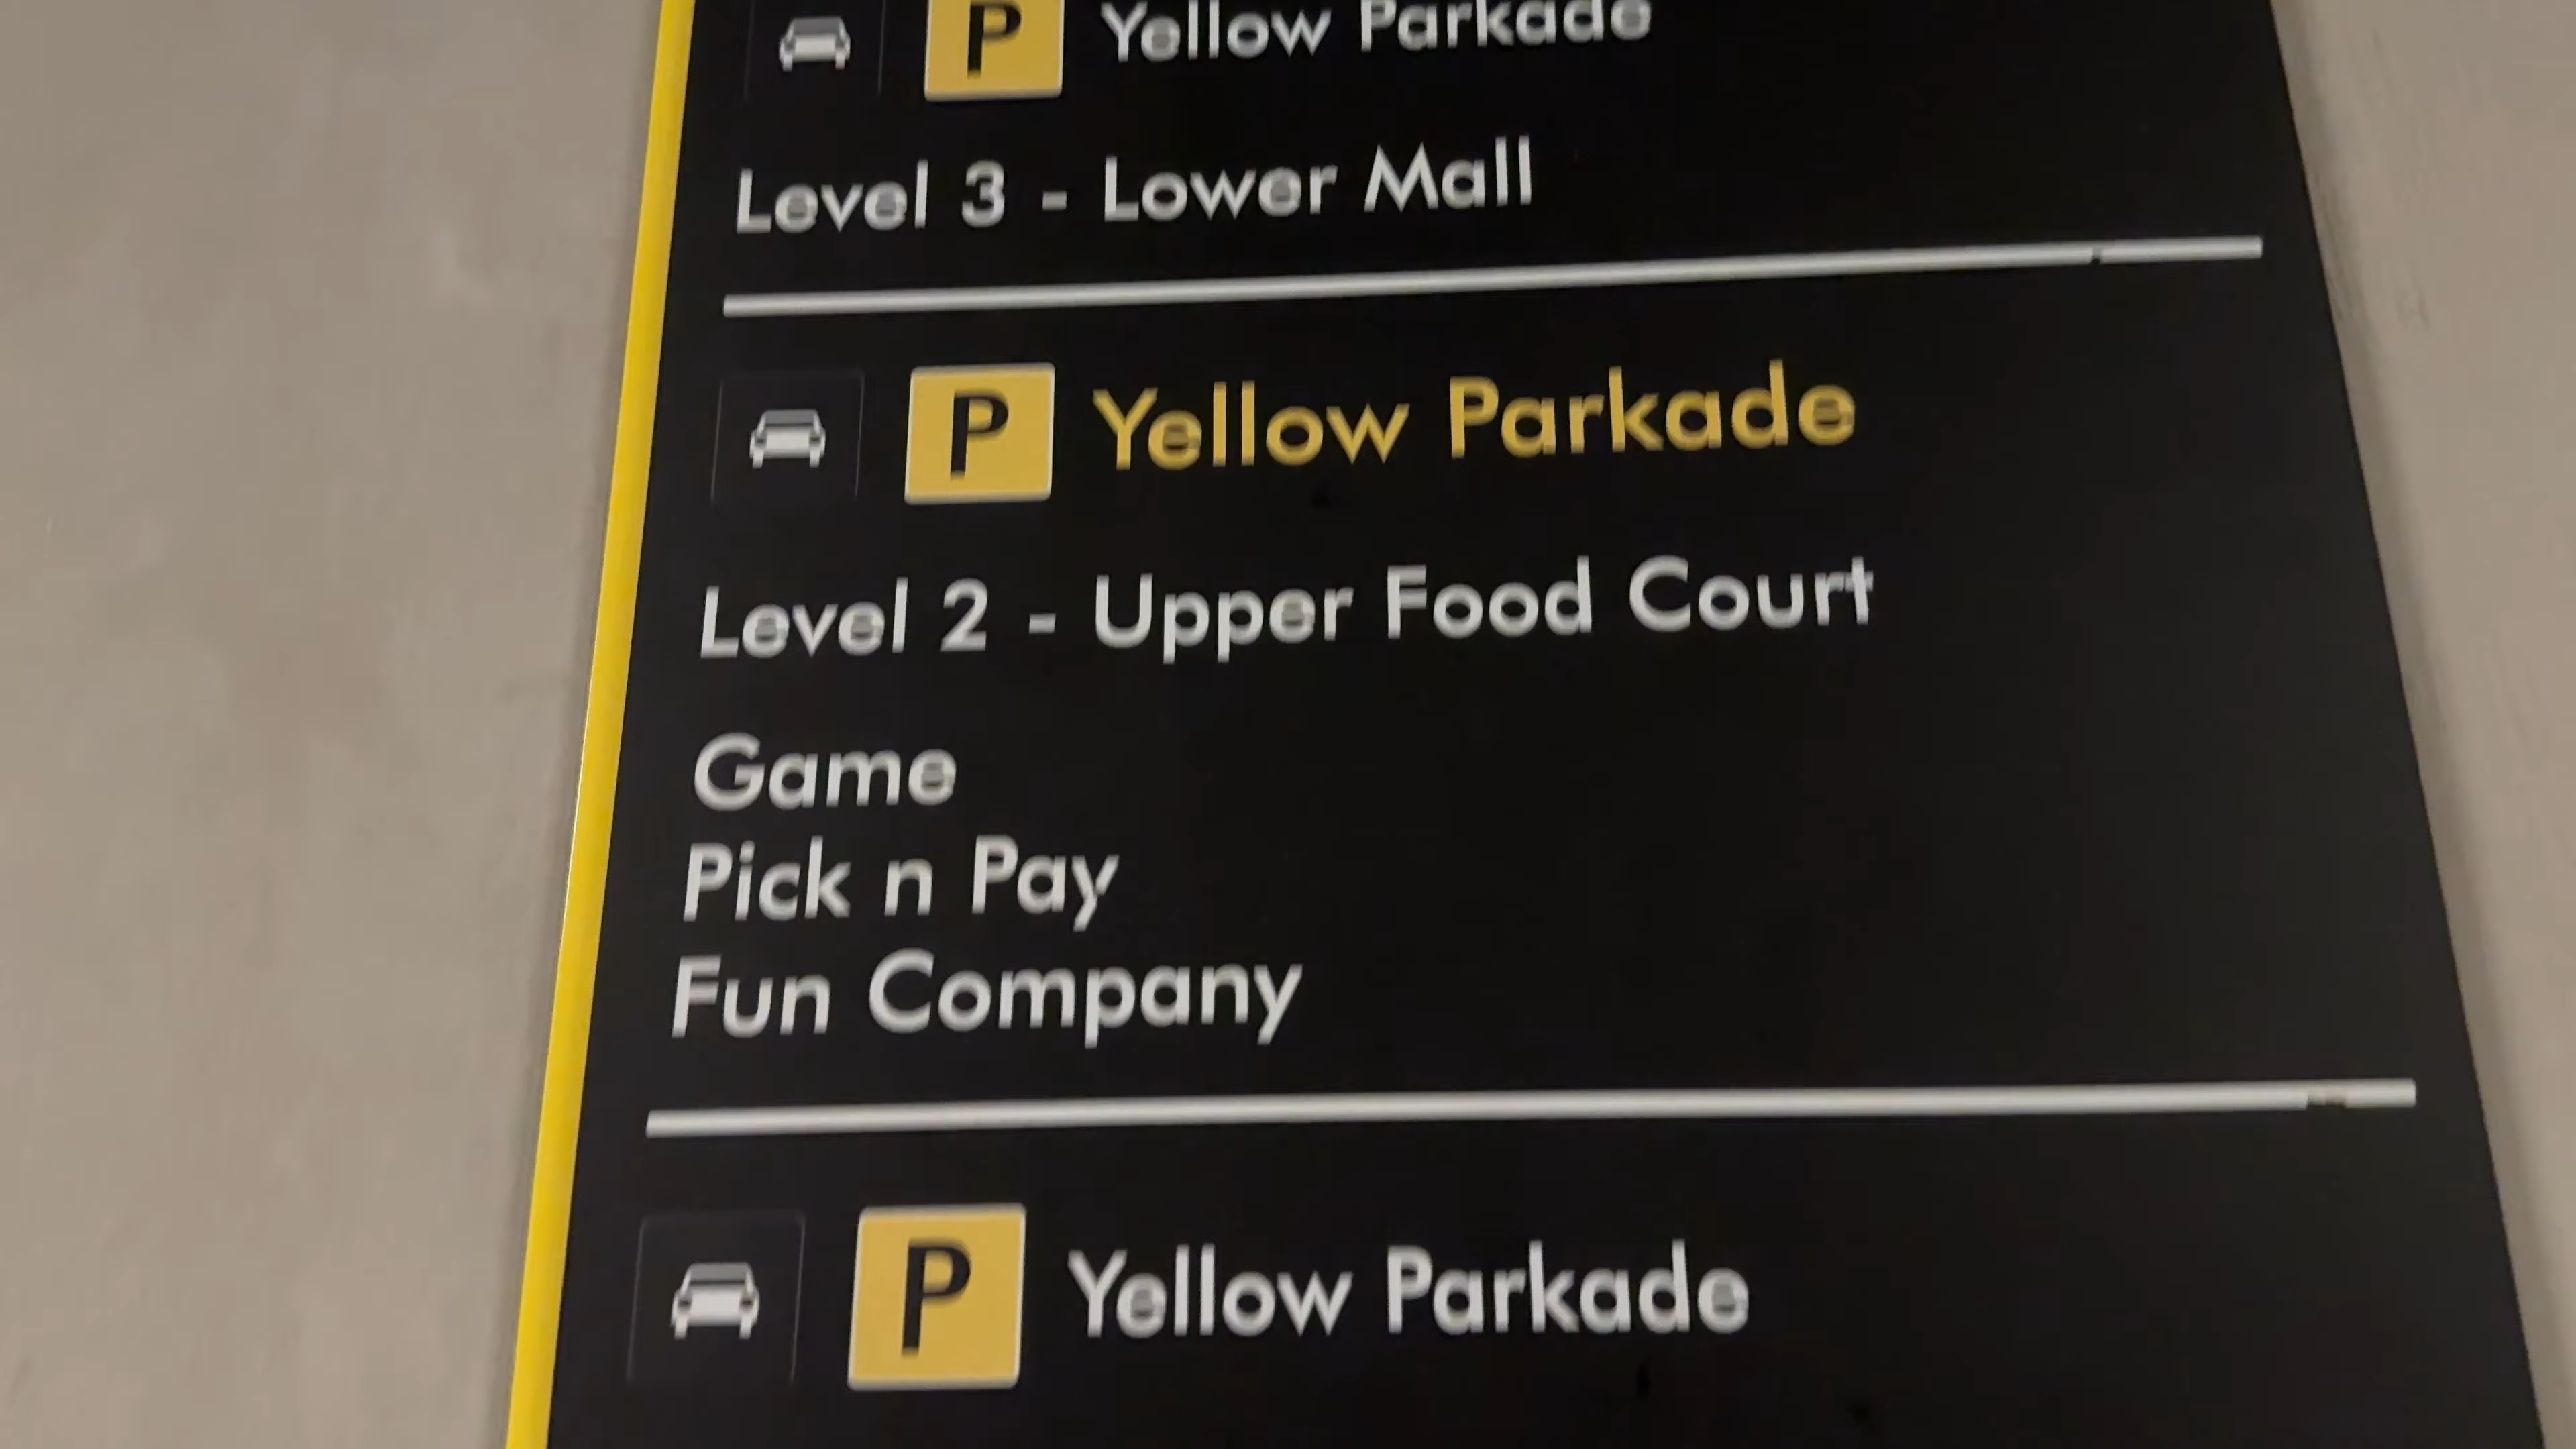 P Yellow Parkade
Level 3 - Lower Mall
P Yellow Parkade
Level 2 - Upper Food Court
Game
Pick n Pay
Fun Company
P Yellow Parkade